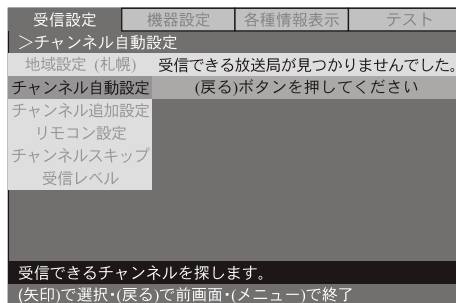 受信設定 機器設定 各種情報表示 テスト
＞チャンネル自動設定
地域設定 (札幌) 受信できる放送局が見つかりませんでした。
チャンネル自動設定 (戻る)ボタンを押してください
チャンネル追加設定
リモコン設定
チャンネルスキップ
受信レベル
受信できるチャンネルを探します。
(矢印)で選択・(戻る)で前画面・(メニュー)で終了